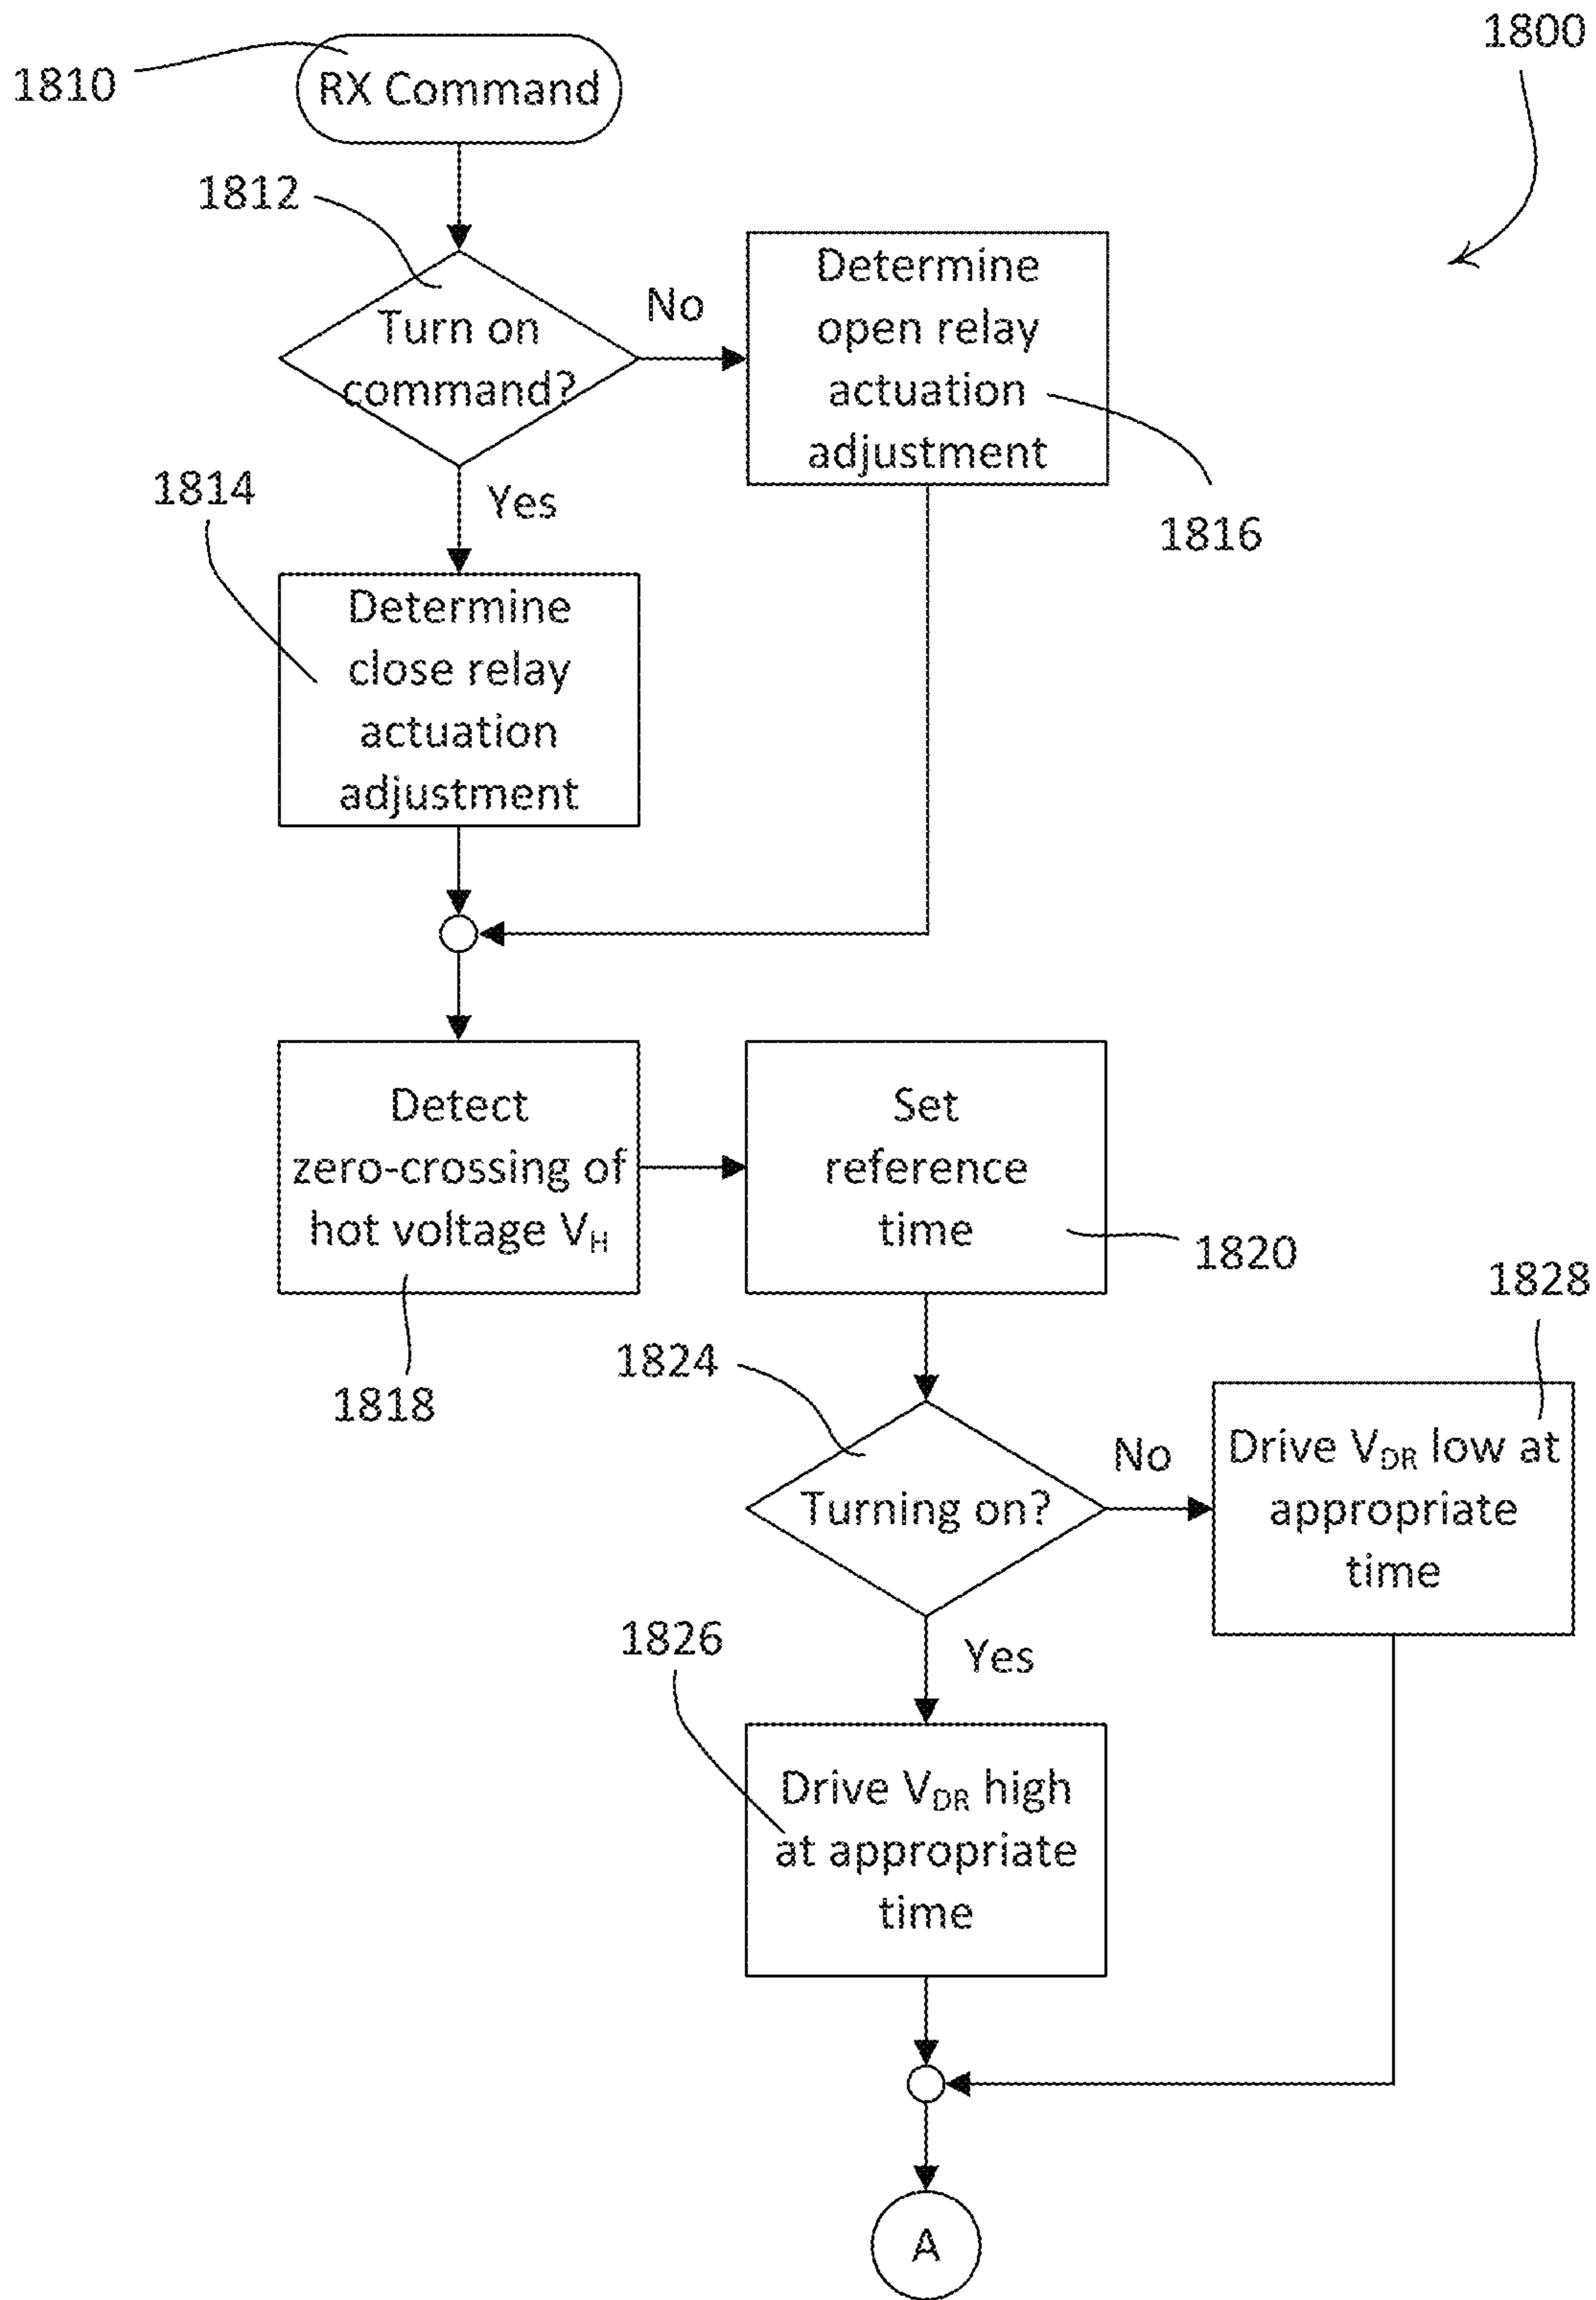 1800
1810
RX Command
1812
Turn on
command?
No
Determine
open relay
actuation
adjustment
1816
Yes
1814
Determine
close relay
actuation
adjustment
Detect
zero-crossing of
hot voltage VH
1818
Set
reference
time
1820
1824
Turning on?
No
1828
Drive VDR low at
appropriate
time
Yes
1826
Drive VDR high
at appropriate
time
A